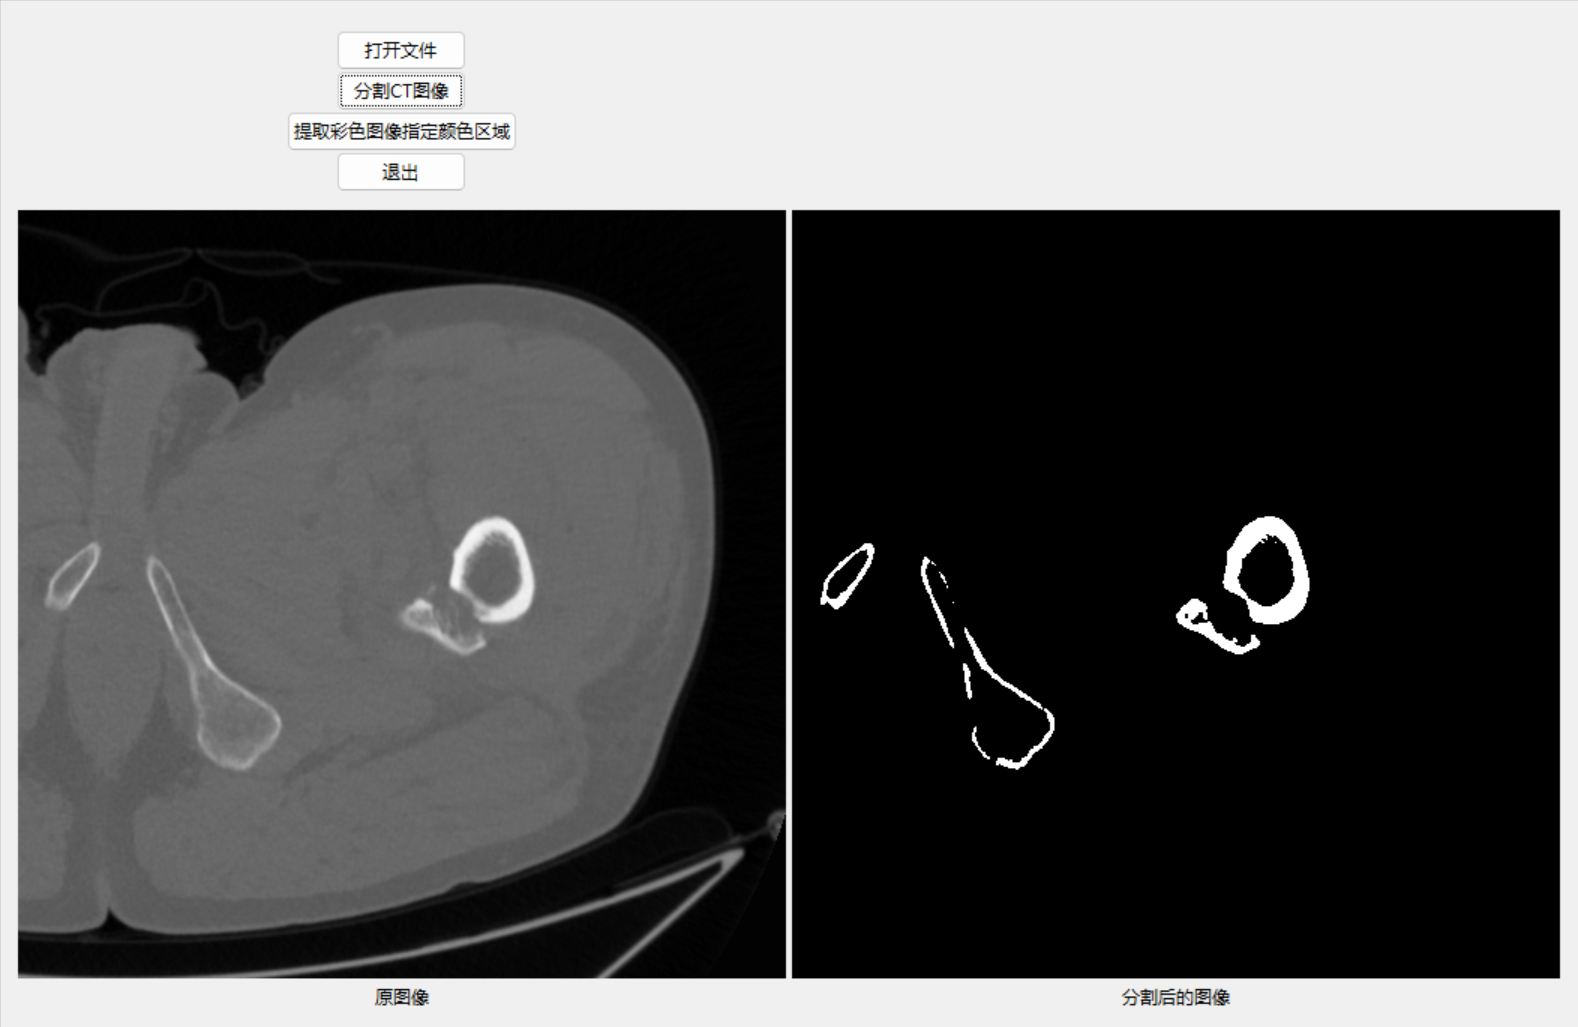 打开文件
分割CT图像
提取彩色图像指定颜色区域
退出
原图像
分割后的图像